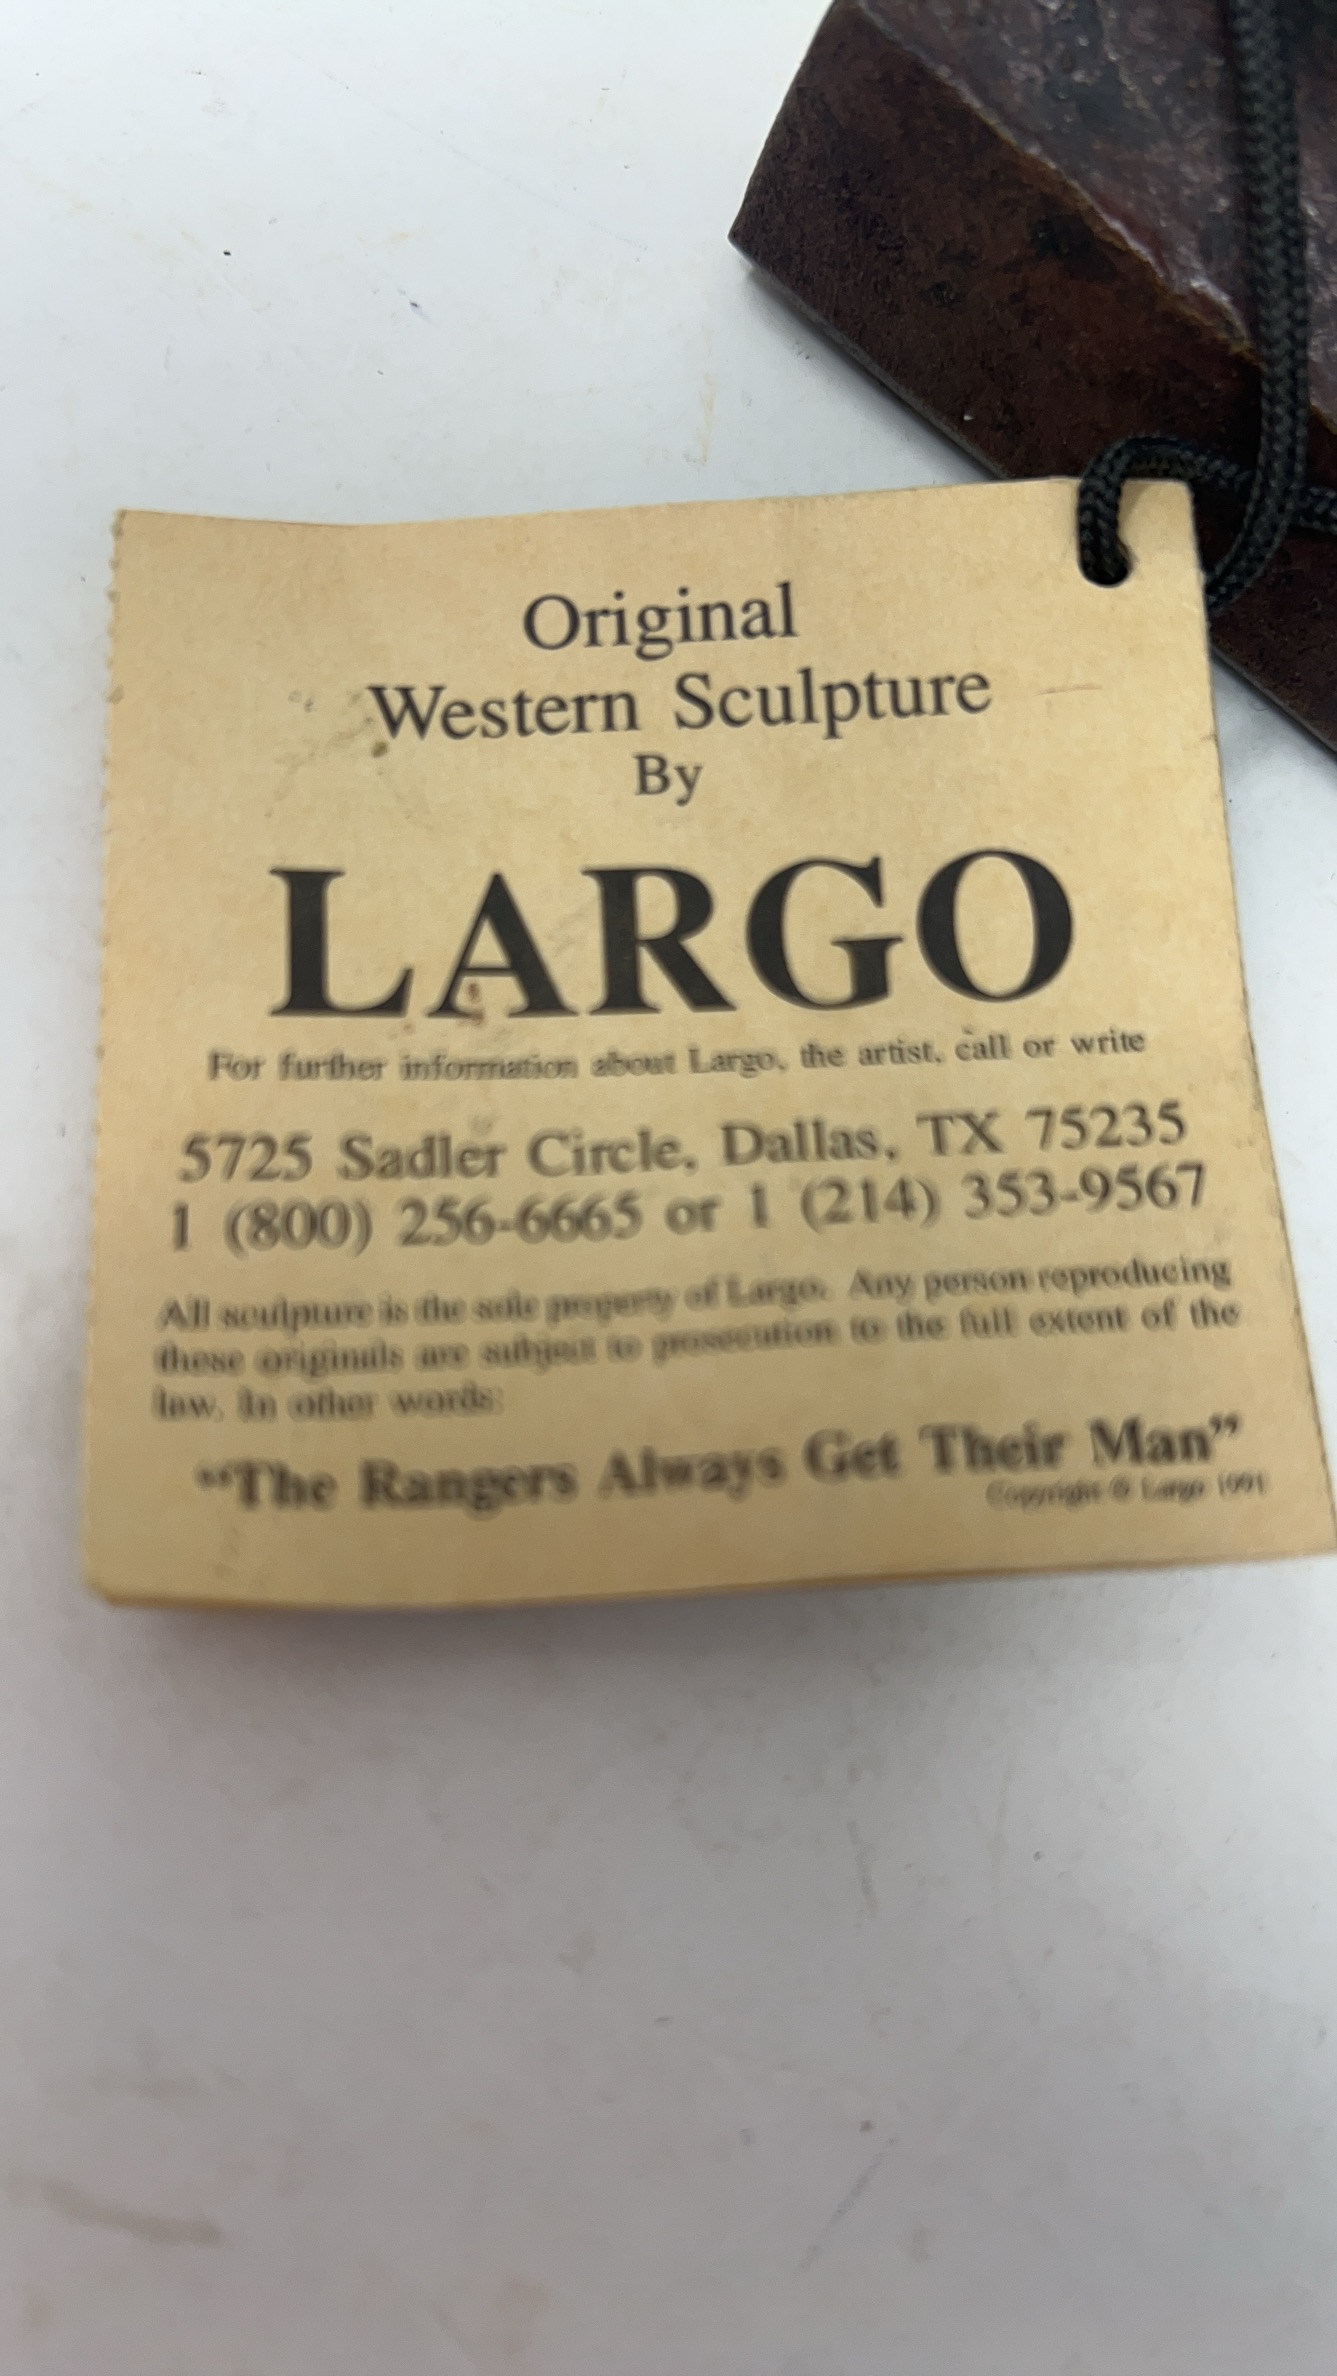 Original
Western Sculpture
By
LARGO
For further information about Largo, the artist, call or write
5725 Sadler Circle, Dallas, TX 75235
1 (800) 256-6665 or 1 (214) 353-9567
All sculpture is the sole property of Largo. Any person reproducing
these originals are subject to prosecution to the full extent of the
law. In other words:
“The Rangers Always Get Their Man”
Copyright © Largo 1991